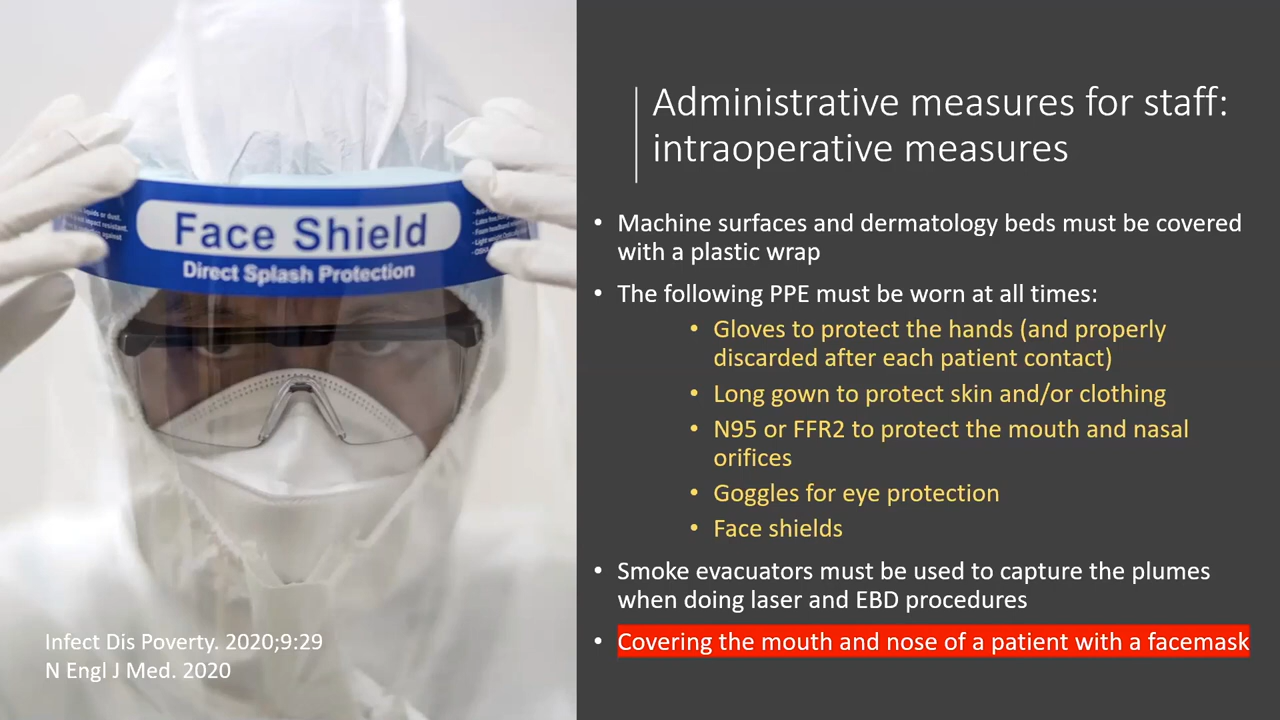 Face Shield
Direct Splash Protection
Administrative measures for staff:
intraoperative measures
• Machine surfaces and dermatology beds must be covered
with a plastic wrap
• The following PPE must be worn at all times:
• Gloves to protect the hands (and properly
discarded after each patient contact)
• Long gown to protect skin and/or clothing
• N95 or FFR2 to protect the mouth and nasal
orifices
• Goggles for eye protection
• Face shields
• Smoke evacuators must be used to capture the plumes
when doing laser and EBD procedures
• Covering the mouth and nose of a patient with a facemask
Infect Dis Poverty. 2020;9:29
N Engl J Med. 2020